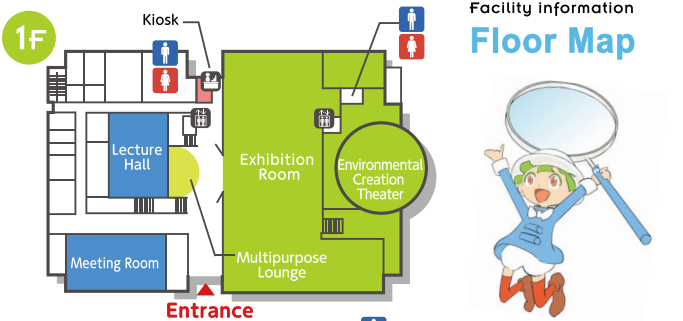 1F
Kiosk
Facility information
Floor Map
Lecture
Hall
Exhibition
Room
Environmental
Creation
Theater
Meeting Room
Multipurpose
Lounge
Entrance